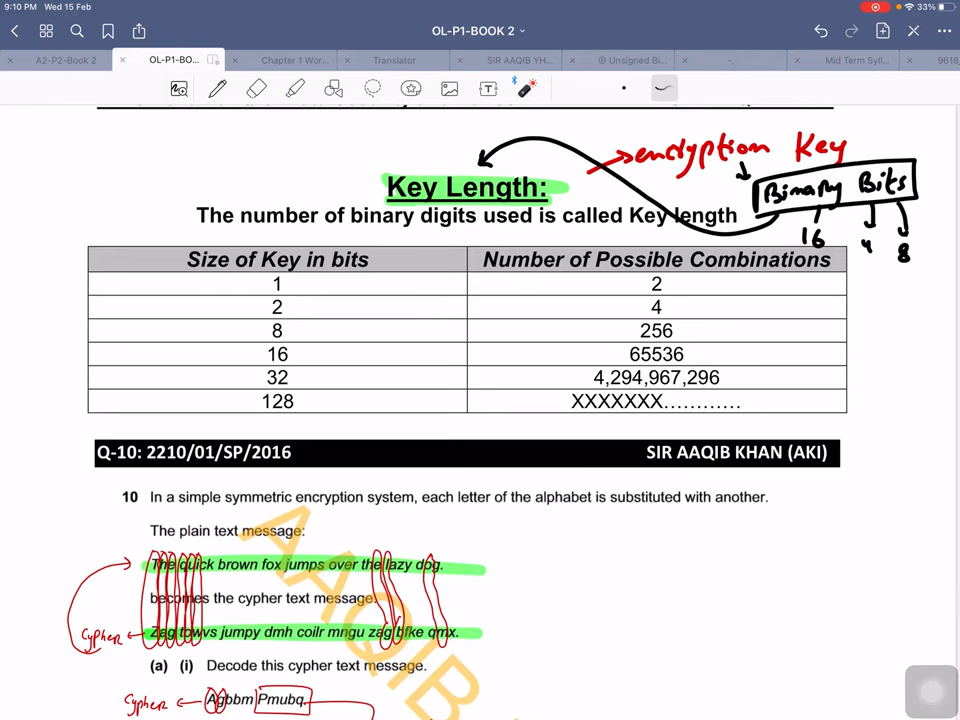 9:10 PM Wed 15 Feb
33%
OL-P1-BOOK 2
A2-P2-Book 2
OL-P1-BO...
Chapter 1 Wor...
Translator
SIR AAQIB YH...
Unsigned Bi...
Mid Term Syll...
9618
encryption Key
Key Length:
Binary Bits
The number of binary digits used is called Key length
16 4 8
Size of Key in bits Number of Possible Combinations
1 2
2 4
8 256
16 65536
32 4,294,967,296
128 XXXXXXX............
Q-10: 2210/01/SP/2016 SIR AAQIB KHAN (AKI)
10 In a simple symmetric encryption system, each letter of the alphabet is substituted with another.
The plain text message:
The quick brown fox jumps over the lazy dog.
becomes the cypher text message.
Cypher Zag towvs jumpy dmh coilr mngu zag bfke qmx.
(a) (i) Decode this cypher text message.
Cypher Agbbm Pmubq.
AAQIB